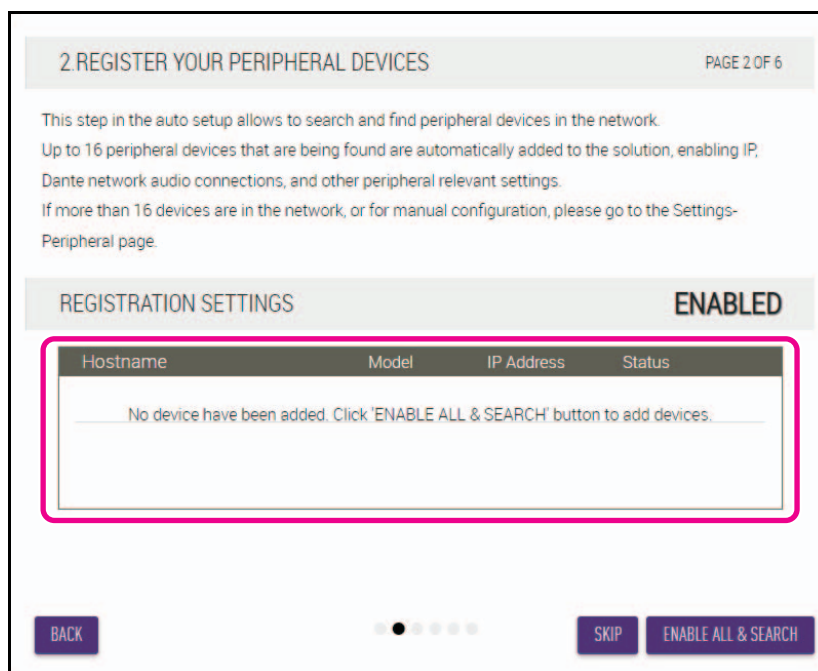 2.REGISTER YOUR PERIPHERAL DEVICES PAGE 2 OF 6
This step in the auto setup allows to search and find peripheral devices in the network.
Up to 16 peripheral devices that are being found are automatically added to the solution, enabling IP,
Dante network audio connections, and other peripheral relevant settings.
If more than 16 devices are in the network, or for manual configuration, please go to the Settings-
Peripheral page.
REGISTRATION SETTINGS ENABLED
Hostname Model IP Address Status
No device have been added. Click 'ENABLE ALL & SEARCH' button to add devices.
BACK SKIP ENABLE ALL & SEARCH